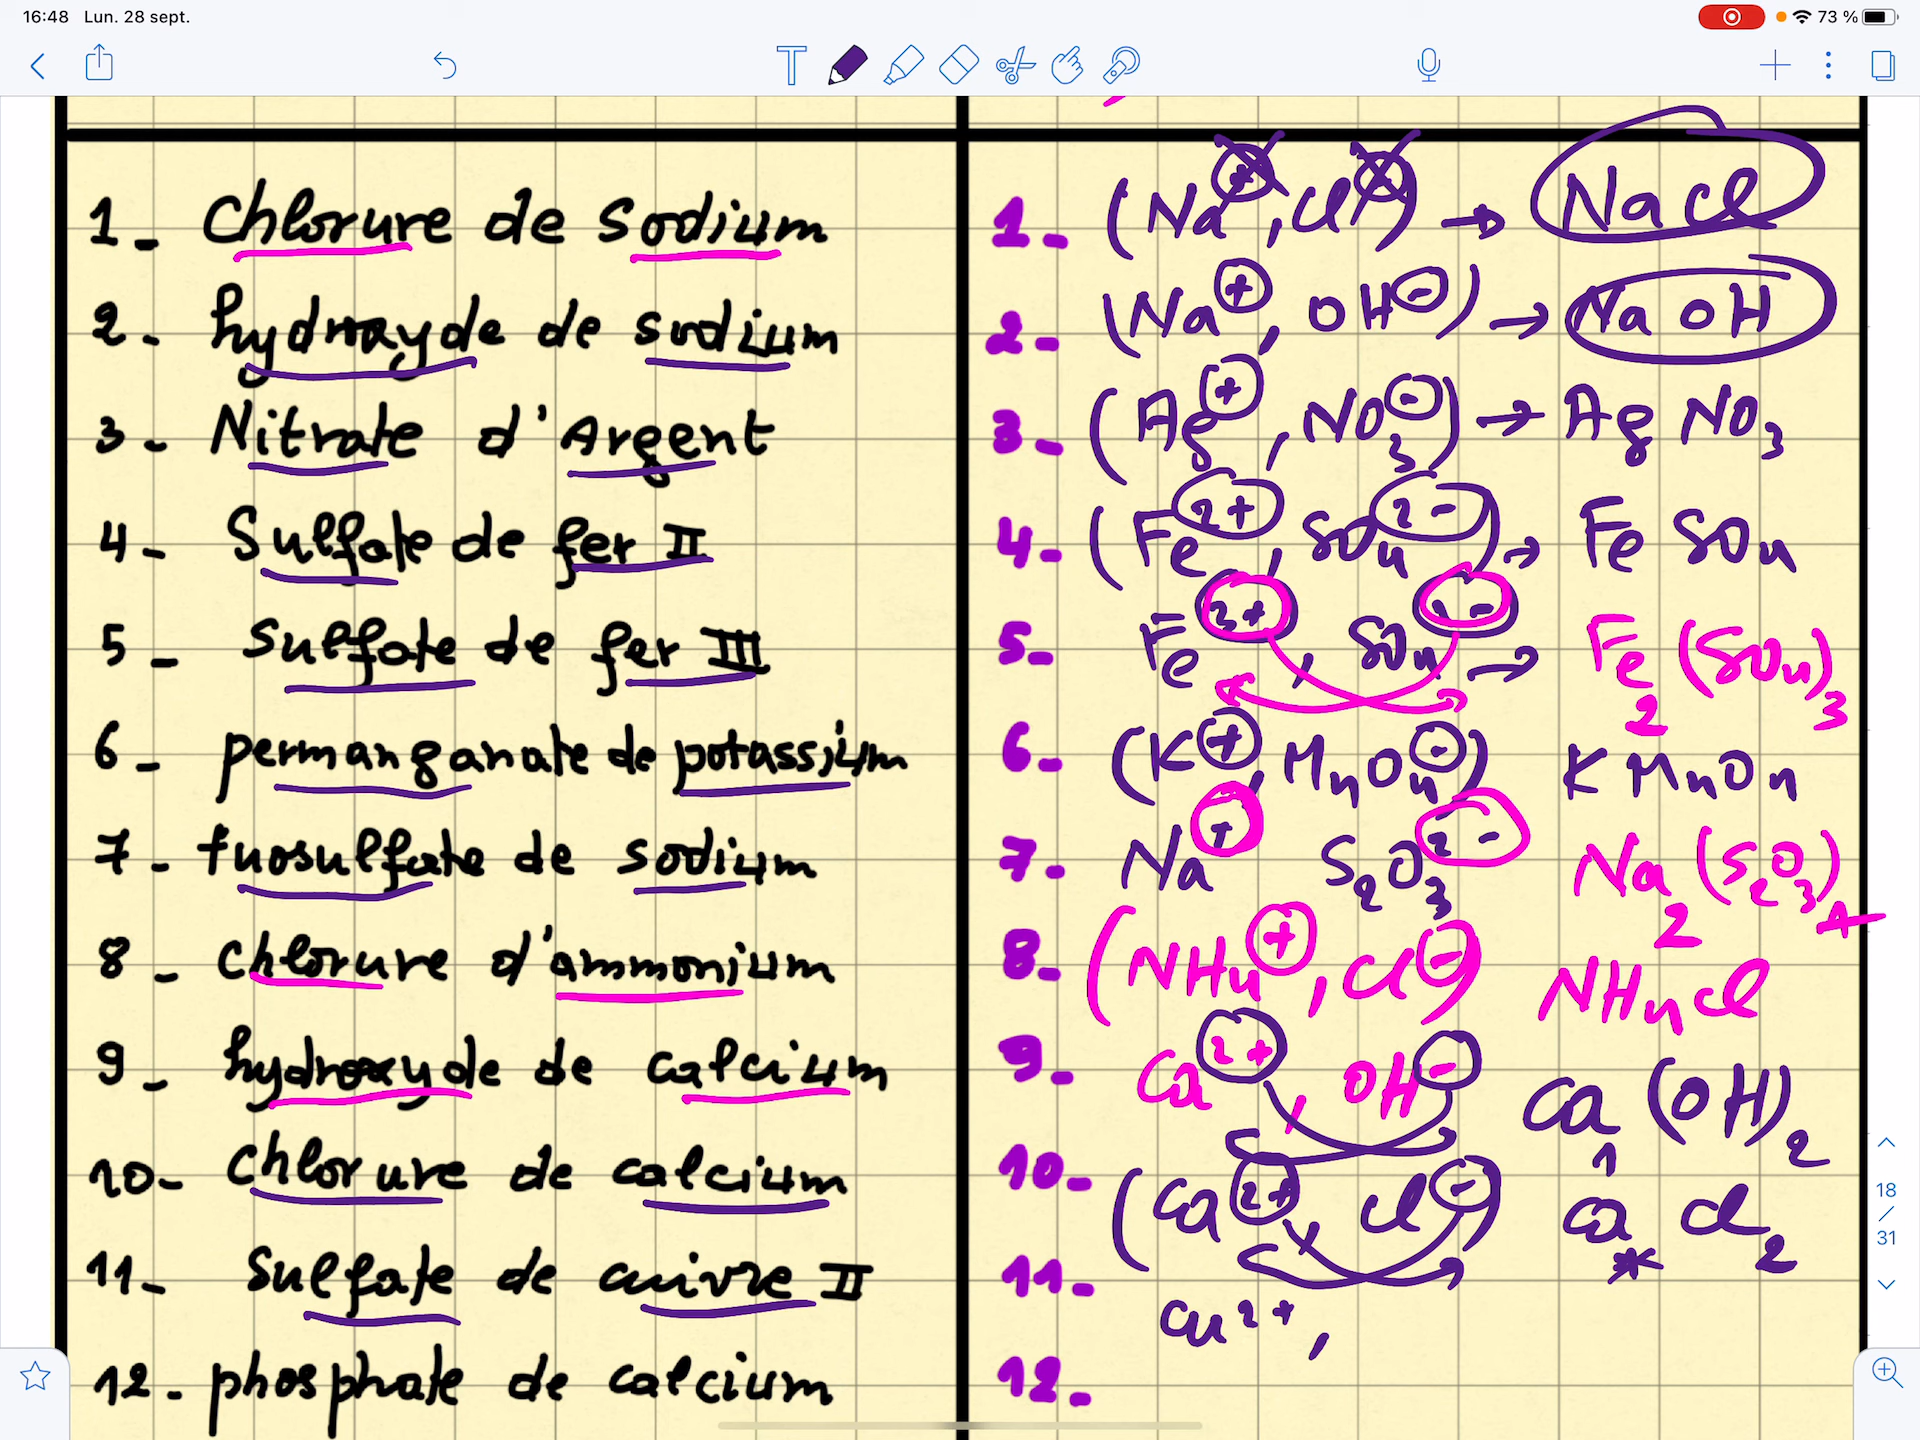 16:48 Lun. 28 sept. 73 %
1- Chlorure de Sodium 1- (Na⁺, Cl⁻) → NaCl
2- hydroxyde de sodium 2- (Na⁺, OH⁻) → NaOH
3- Nitrate d'Argent 3- (Ag⁺, NO₃⁻) → AgNO₃
4- Sulfate de fer II 4- (Fe²⁺, SO₄²⁻) → FeSO₄
5- Sulfate de fer III 5- Fe³⁺, SO₄²⁻ → Fe₂(SO₄)₃
6- permanganate de potassium 6- (K⁺, MnO₄⁻) KMnO₄
7- tuosulfate de sodium 7- Na⁺ S₂O₃²⁻ Na₂(S₂O₃)₁
8- chlorure d'ammonium 8- (NH₄⁺, Cl⁻) NH₄Cl
9- hydroxyde de calcium 9- Ca²⁺, OH⁻ Ca₁(OH)₂
10- Chlorure de calcium 10- (Ca²⁺, Cl⁻) CaCl₂
11- Sulfate de cuivre II 11- Cu²⁺,
12- phosphate de calcium 12-
18
/
31